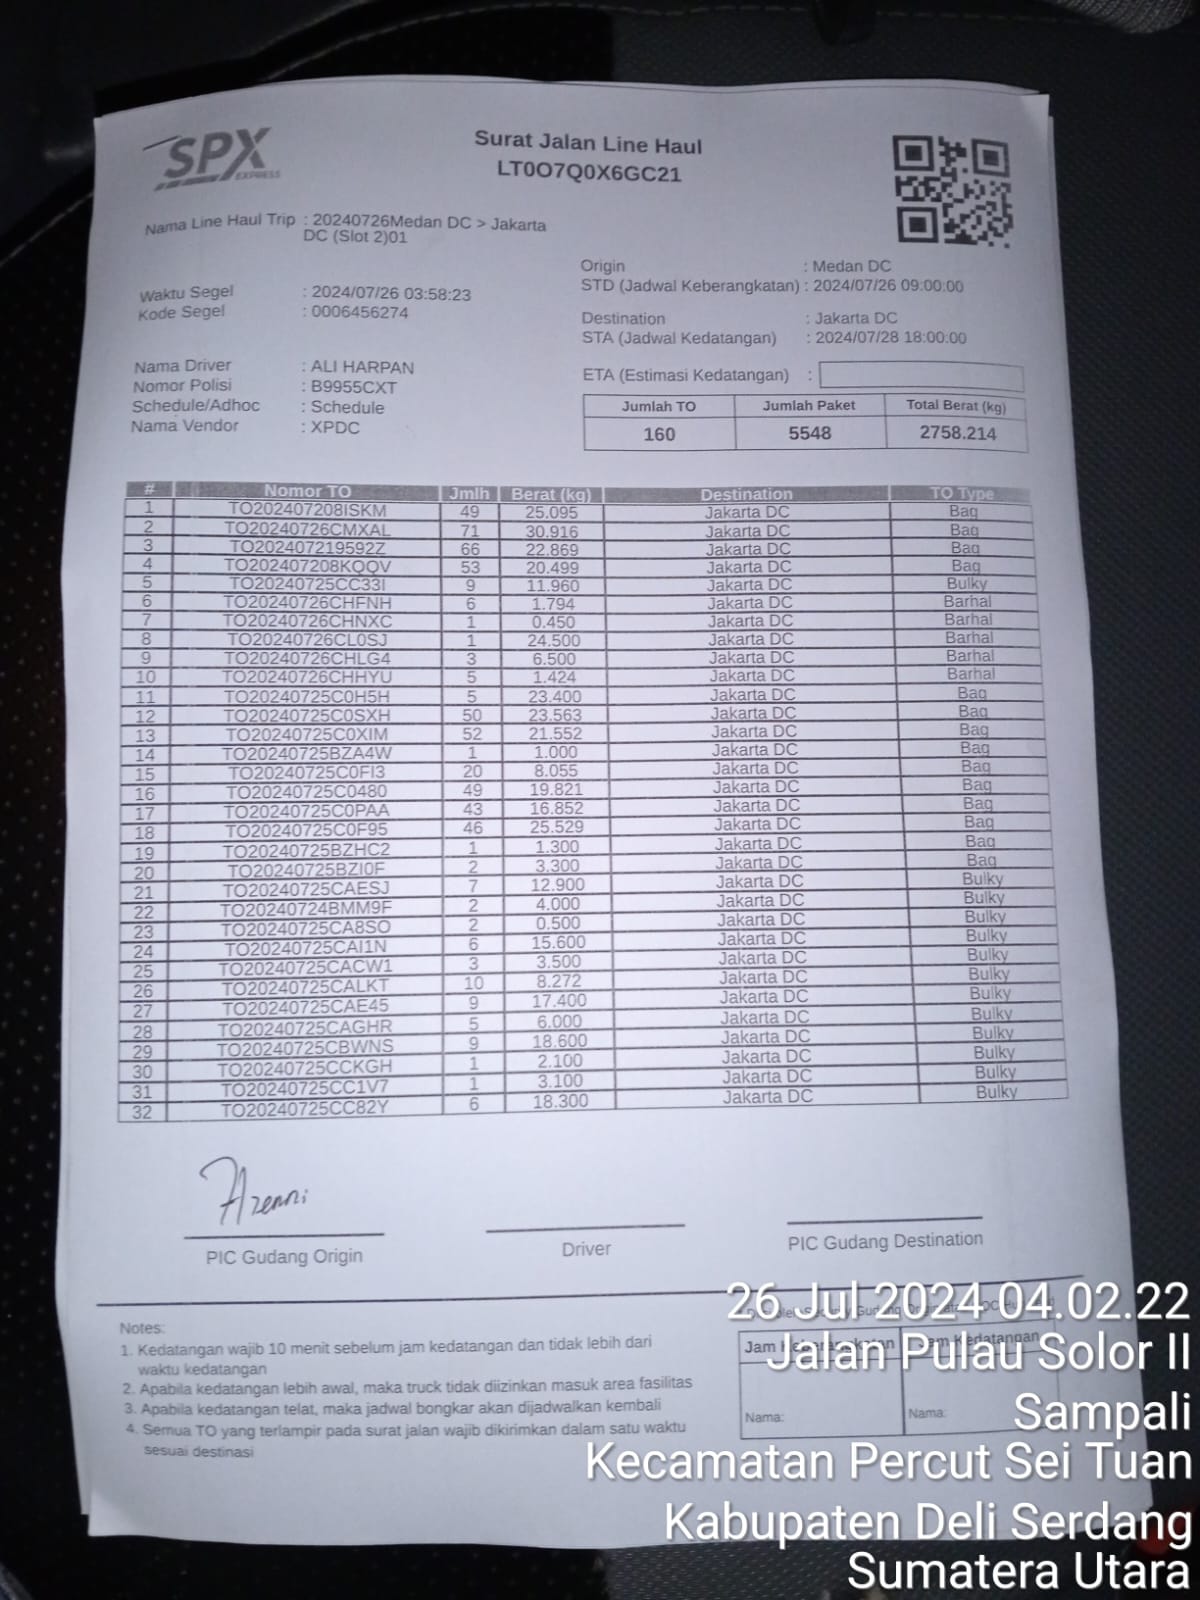 SPX
EXPRESS
Surat Jalan Line Haul
LT0O7Q0X6GC21
Nama Line Haul Trip : 20240726Medan DC > Jakarta
DC (Slot 2)01
Waktu Segel : 2024/07/26 03:58:23
Kode Segel : 0006456274
Origin : Medan DC
STD (Jadwal Keberangkatan) : 2024/07/26 09:00:00
Destination : Jakarta DC
STA (Jadwal Kedatangan) : 2024/07/28 18:00:00
Nama Driver : ALI HARPAN
Nomor Polisi : B9955CXT
Schedule/Adhoc : Schedule
Nama Vendor : XPDC
ETA (Estimasi Kedatangan) :
Jumlah TO Jumlah Paket Total Berat (kg)
160 5548 2758.214
# Nomor TO Jmlh Berat (kg) Destination TO Type
1 TO202407208ISKM 49 25.095 Jakarta DC Bag
2 TO20240726CMXAL 71 30.916 Jakarta DC Bag
3 TO202407219592Z 66 22.869 Jakarta DC Bag
4 TO202407208KQQV 53 20.499 Jakarta DC Bag
5 TO20240725CC33I 9 11.960 Jakarta DC Bulky
6 TO20240726CHFNH 6 1.794 Jakarta DC Barhal
7 TO20240726CHNXC 1 0.450 Jakarta DC Barhal
8 TO20240726CL0SJ 1 24.500 Jakarta DC Barhal
9 TO20240726CHLG4 3 6.500 Jakarta DC Barhal
10 TO20240726CHHYU 5 1.424 Jakarta DC Barhal
11 TO20240725C0H5H 5 23.400 Jakarta DC Bag
12 TO20240725C0SXH 50 23.563 Jakarta DC Bag
13 TO20240725C0XIM 52 21.552 Jakarta DC Bag
14 TO20240725BZA4W 1 1.000 Jakarta DC Bag
15 TO20240725C0FI3 20 8.055 Jakarta DC Bag
16 TO20240725C0480 49 19.821 Jakarta DC Bag
17 TO20240725C0PAA 43 16.852 Jakarta DC Bag
18 TO20240725C0F95 46 25.529 Jakarta DC Bag
19 TO20240725BZHC2 1 1.300 Jakarta DC Bag
20 TO20240725BZI0F 2 3.300 Jakarta DC Bag
21 TO20240725CAESJ 7 12.900 Jakarta DC Bulky
22 TO20240724BMM9F 2 4.000 Jakarta DC Bulky
23 TO20240725CA8SO 2 0.500 Jakarta DC Bulky
24 TO20240725CAI1N 6 15.600 Jakarta DC Bulky
25 TO20240725CACW1 3 3.500 Jakarta DC Bulky
26 TO20240725CALKT 10 8.272 Jakarta DC Bulky
27 TO20240725CAE45 9 17.400 Jakarta DC Bulky
28 TO20240725CAGHR 5 6.000 Jakarta DC Bulky
29 TO20240725CBWNS 9 18.600 Jakarta DC Bulky
30 TO20240725CCKGH 1 2.100 Jakarta DC Bulky
31 TO20240725CC1V7 1 3.100 Jakarta DC Bulky
32 TO20240725CC82Y 6 18.300 Jakarta DC Bulky
PIC Gudang Origin Driver PIC Gudang Destination
Notes:
1. Kedatangan wajib 10 menit sebelum jam kedatangan dan tidak lebih dari
waktu kedatangan
2. Apabila kedatangan lebih awal, maka truck tidak diizinkan masuk area fasilitas
3. Apabila kedatangan telat, maka jadwal bongkar akan dijadwalkan kembali
4. Semua TO yang terlampir pada surat jalan wajib dikirimkan dalam satu waktu
sesuai destinasi
Jam Kedatangan
Nama: Nama:
26 Jul 2024 04.02.22
Jalan Pulau Solor II
Sampali
Kecamatan Percut Sei Tuan
Kabupaten Deli Serdang
Sumatera Utara